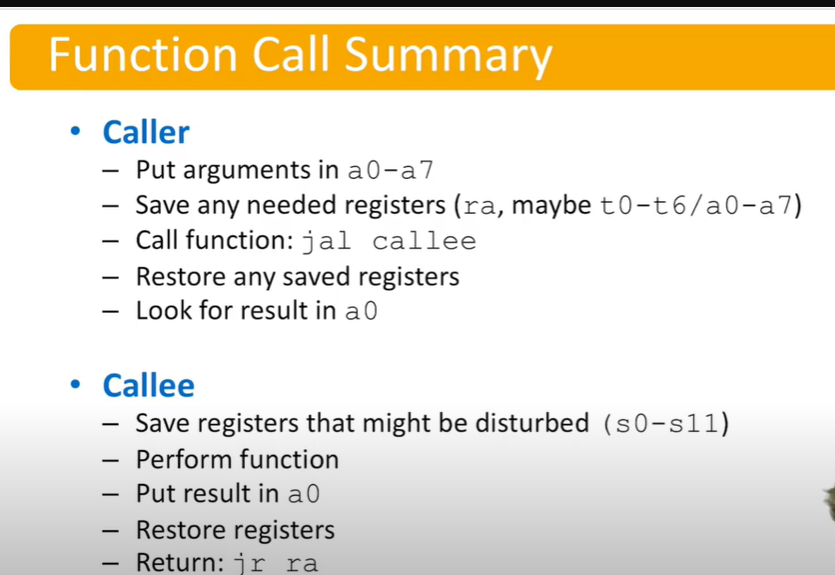 Function Call Summary
• Caller
– Put arguments in a0-a7
– Save any needed registers (ra, maybe t0-t6/a0-a7)
– Call function: jal callee
– Restore any saved registers
– Look for result in a0
• Callee
– Save registers that might be disturbed (s0-s11)
– Perform function
– Put result in a0
– Restore registers
– Return: jr ra